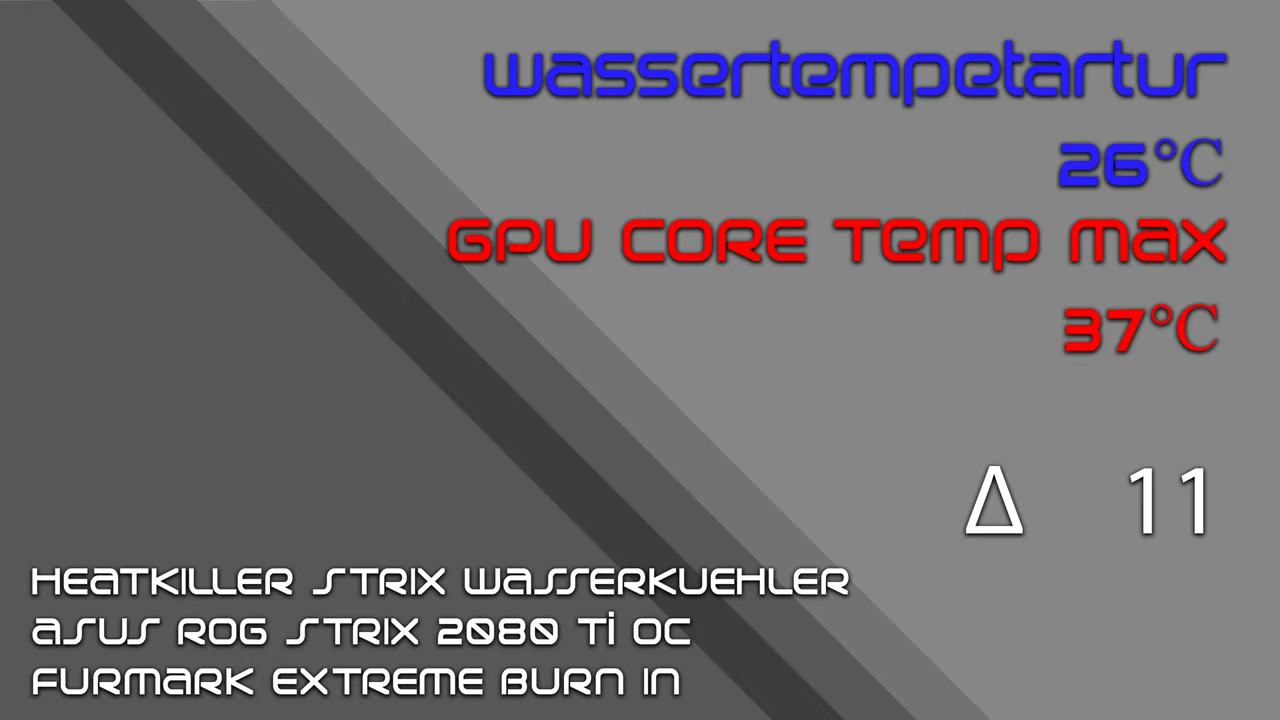 wassertempetartur
26°C
GPU CORE Temp max
37°C
Δ 11
HEATKILLER STRIX WASSERKUEHLER
ASUS ROG STRIX 2080 Ti OC
FURMARK EXTREME BURN IN